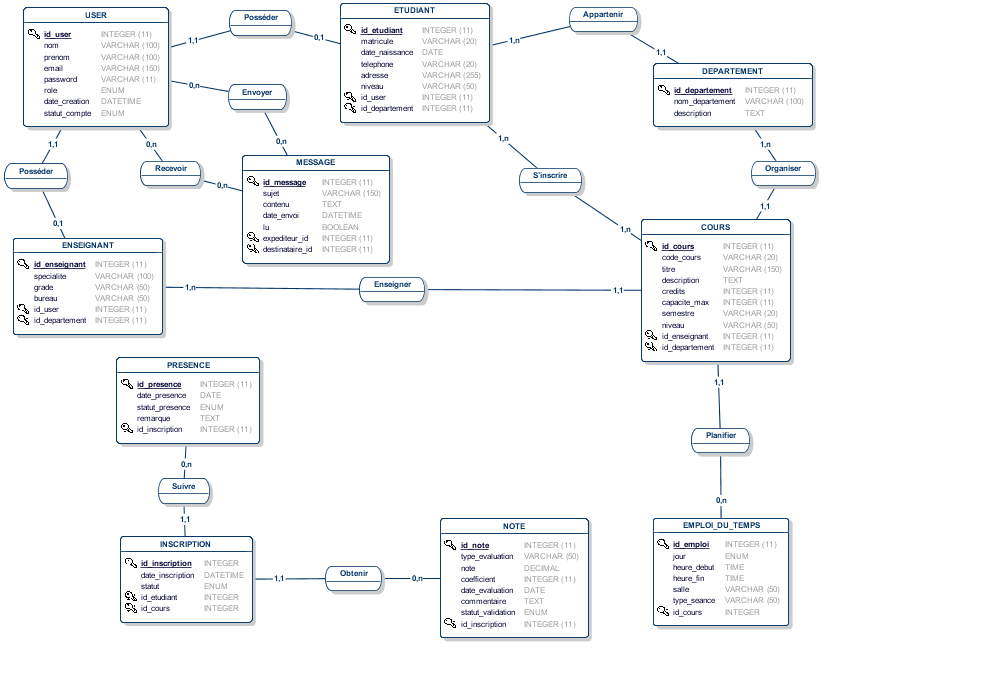 USER
id_user INTEGER (11)
nom VARCHAR (100)
prenom VARCHAR (100)
email VARCHAR (150)
password VARCHAR (11)
role ENUM
date_creation DATETIME
statut_compte ENUM
1,1
Posséder
0,1
ETUDIANT
id_etudiant INTEGER (11)
matricule VARCHAR (20)
date_naissance DATE
telephone VARCHAR (20)
adresse VARCHAR (255)
niveau VARCHAR (50)
id_user INTEGER (11)
id_departement INTEGER (11)
1,n
Appartenir
1,1
DEPARTEMENT
id_departement INTEGER (11)
nom_departement VARCHAR (100)
description TEXT
0,n
Envoyer
0,n
1,1
Posséder
0,1
0,n
Recevoir
0,n
MESSAGE
id_message INTEGER (11)
sujet VARCHAR (150)
contenu TEXT
date_envoi DATETIME
lu BOOLEAN
expediteur_id INTEGER (11)
destinataire_id INTEGER (11)
1,n
S'inscrire
1,n
1,n
Organiser
1,1
ENSEIGNANT
id_enseignant INTEGER (11)
specialite VARCHAR (100)
grade VARCHAR (50)
bureau VARCHAR (50)
id_user INTEGER (11)
id_departement INTEGER (11)
1,n
Enseigner
1,1
COURS
id_cours INTEGER (11)
code_cours VARCHAR (20)
titre VARCHAR (150)
description TEXT
credits INTEGER (11)
capacite_max INTEGER (11)
semestre VARCHAR (20)
niveau VARCHAR (50)
id_enseignant INTEGER (11)
id_departement INTEGER (11)
PRESENCE
id_presence INTEGER (11)
date_presence DATE
statut_presence ENUM
remarque TEXT
id_inscription INTEGER (11)
0,n
Suivre
1,1
1,1
Planifier
0,n
INSCRIPTION
id_inscription INTEGER
date_inscription DATETIME
statut ENUM
id_etudiant INTEGER
id_cours INTEGER
1,1
Obtenir
0,n
NOTE
id_note INTEGER (11)
type_evaluation VARCHAR (50)
note DECIMAL
coefficient INTEGER (11)
date_evaluation DATE
commentaire TEXT
statut_validation ENUM
id_inscription INTEGER (11)
EMPLOI_DU_TEMPS
id_emploi INTEGER (11)
jour ENUM
heure_debut TIME
heure_fin TIME
salle VARCHAR (50)
type_seance VARCHAR (50)
id_cours INTEGER